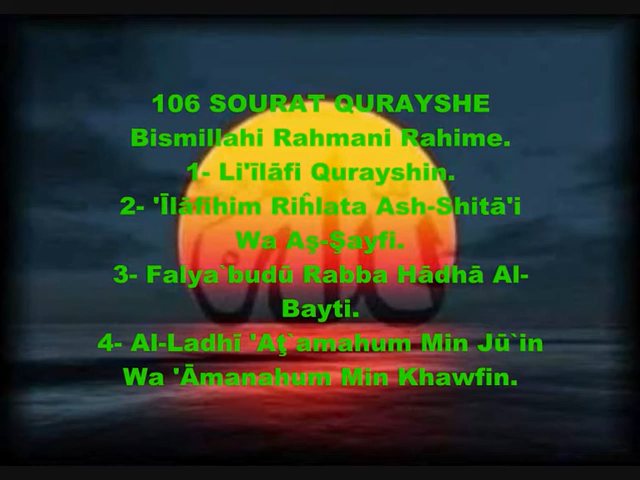 106 SOURAT QURAYSHE
Bismillahi Rahmani Rahime.
1- Li'īlāfi Qurayshin.
2- 'Īlāfihim Riĥlata Ash-Shitā'i
Wa Aş-Şayfi.
3- Falya`budū Rabba Hādhā Al-
Bayti.
4- Al-Ladhī 'Aţ`amahum Min Jū`in
Wa 'Āmanahum Min Khawfin.